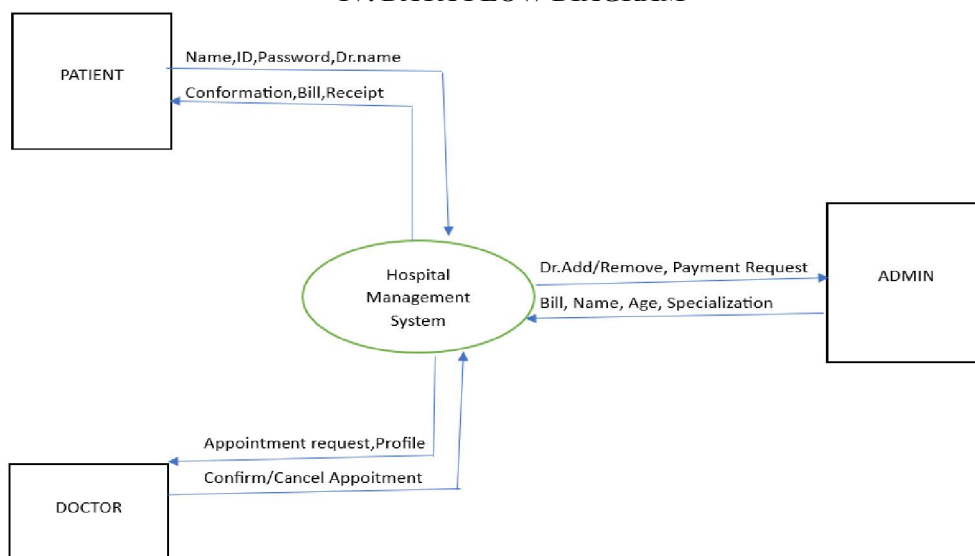 Name,ID,Password,Dr.name
PATIENT
Conformation,Bill,Receipt
Hospital
Management
System
Dr.Add/Remove, Payment Request
ADMIN
Bill, Name, Age, Specialization
Appointment request,Profile
Confirm/Cancel Appoitment
DOCTOR